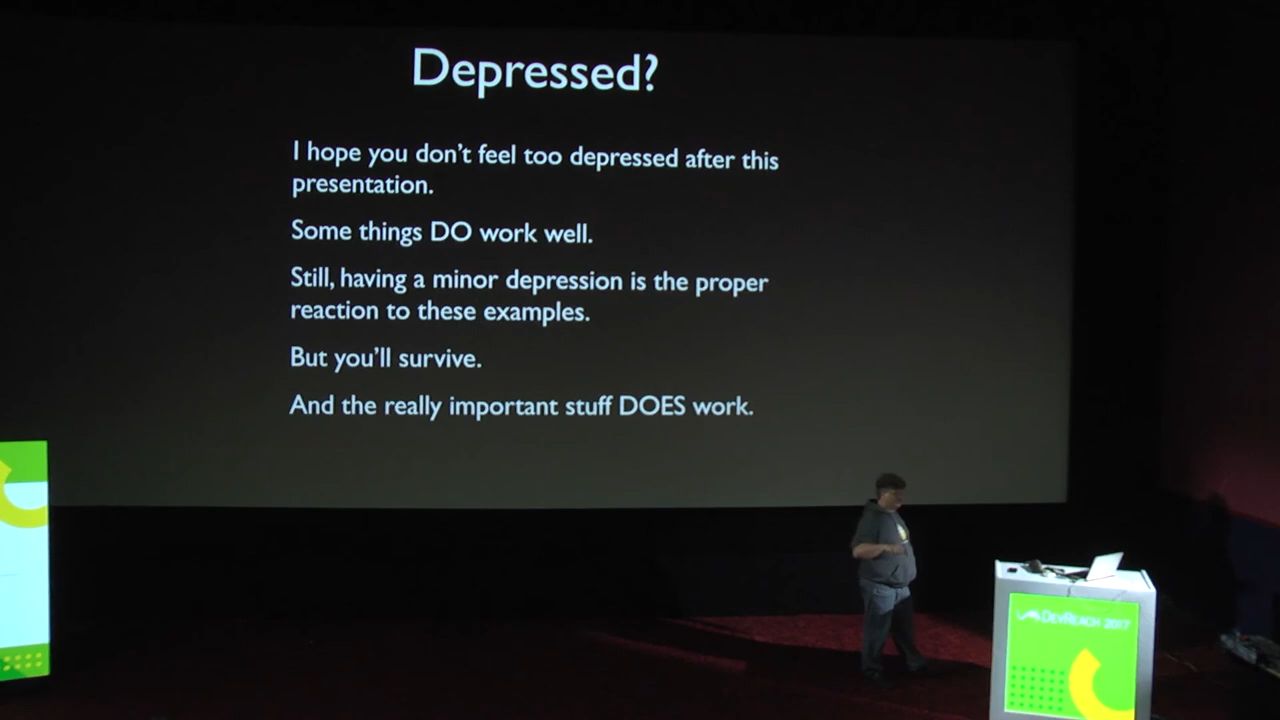 Depressed?
I hope you don't feel too depressed after this
presentation.
Some things DO work well.
Still, having a minor depression is the proper
reaction to these examples.
But you'll survive.
And the really important stuff DOES work.
DEVREACH 2017